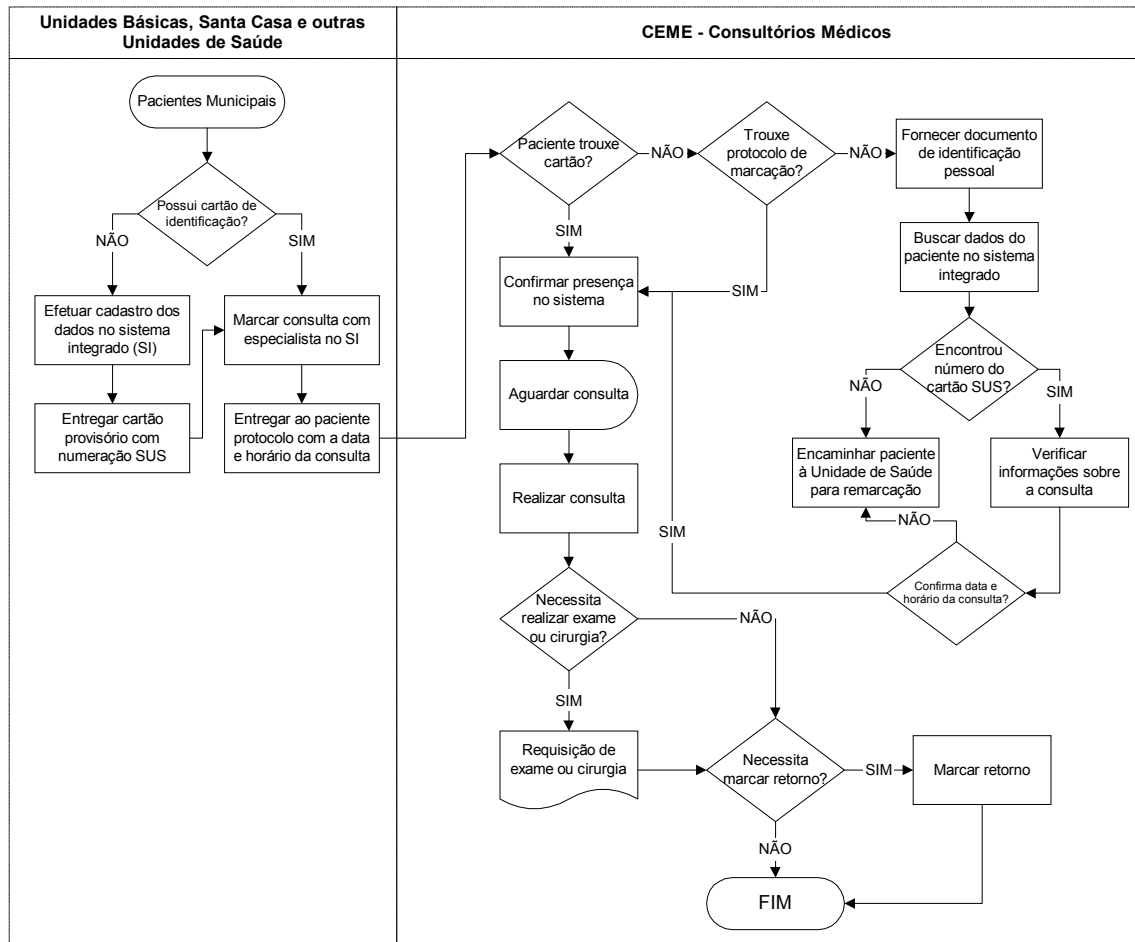 Unidades Básicas, Santa Casa e outras
Unidades de Saúde
CEME - Consultórios Médicos
Pacientes Municipais
Possui cartão de
identificação?
NÃO
SIM
Efetuar cadastro dos
dados no sistema
integrado (SI)
Marcar consulta com
especialista no SI
Entregar cartão
provisório com
numeração SUS
Entregar ao paciente
protocolo com a data
e horário da consulta
Paciente trouxe
cartão?
NÃO
Trouxe
protocolo de
marcação?
NÃO
Fornecer documento
de identificação
pessoal
SIM
SIM
Buscar dados do
paciente no sistema
integrado
Confirmar presença
no sistema
Encontrou
número do
cartão SUS?
NÃO
SIM
Aguardar consulta
Encaminhar paciente
à Unidade de Saúde
para remarcação
Verificar
informações sobre
a consulta
Realizar consulta
NÃO
SIM
Confirma data e
horário da consulta?
Necessita
realizar exame
ou cirurgia?
NÃO
SIM
Requisição de
exame ou cirurgia
Necessita
marcar retorno?
SIM
Marcar retorno
NÃO
FIM